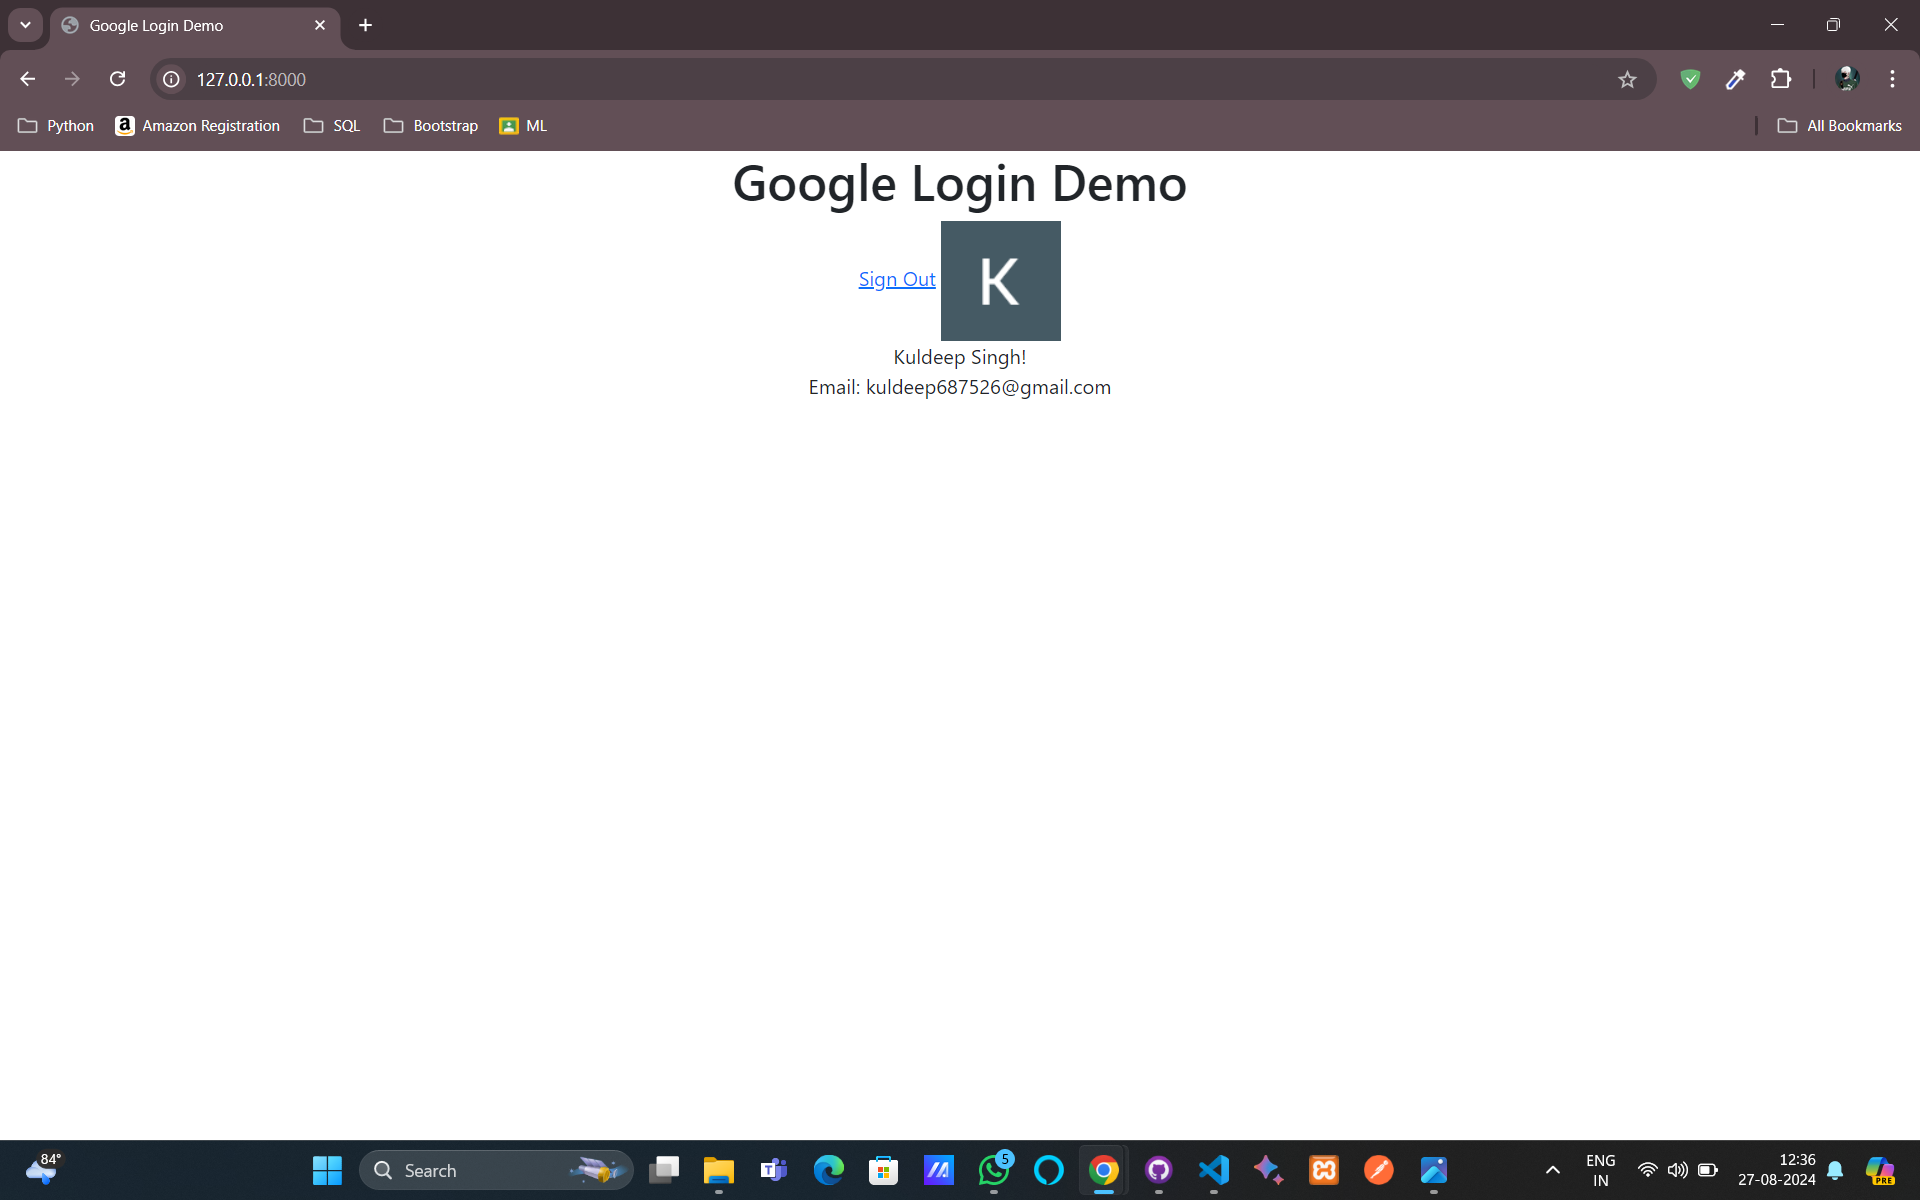 Google Login Demo
127.0.0.1:8000
Python
Amazon Registration
SQL
Bootstrap
ML
All Bookmarks
Google Login Demo
Sign Out
K
Kuldeep Singh!
Email: kuldeep687526@gmail.com
84°
Search
5
ENG
IN
12:36
27-08-2024
PRE